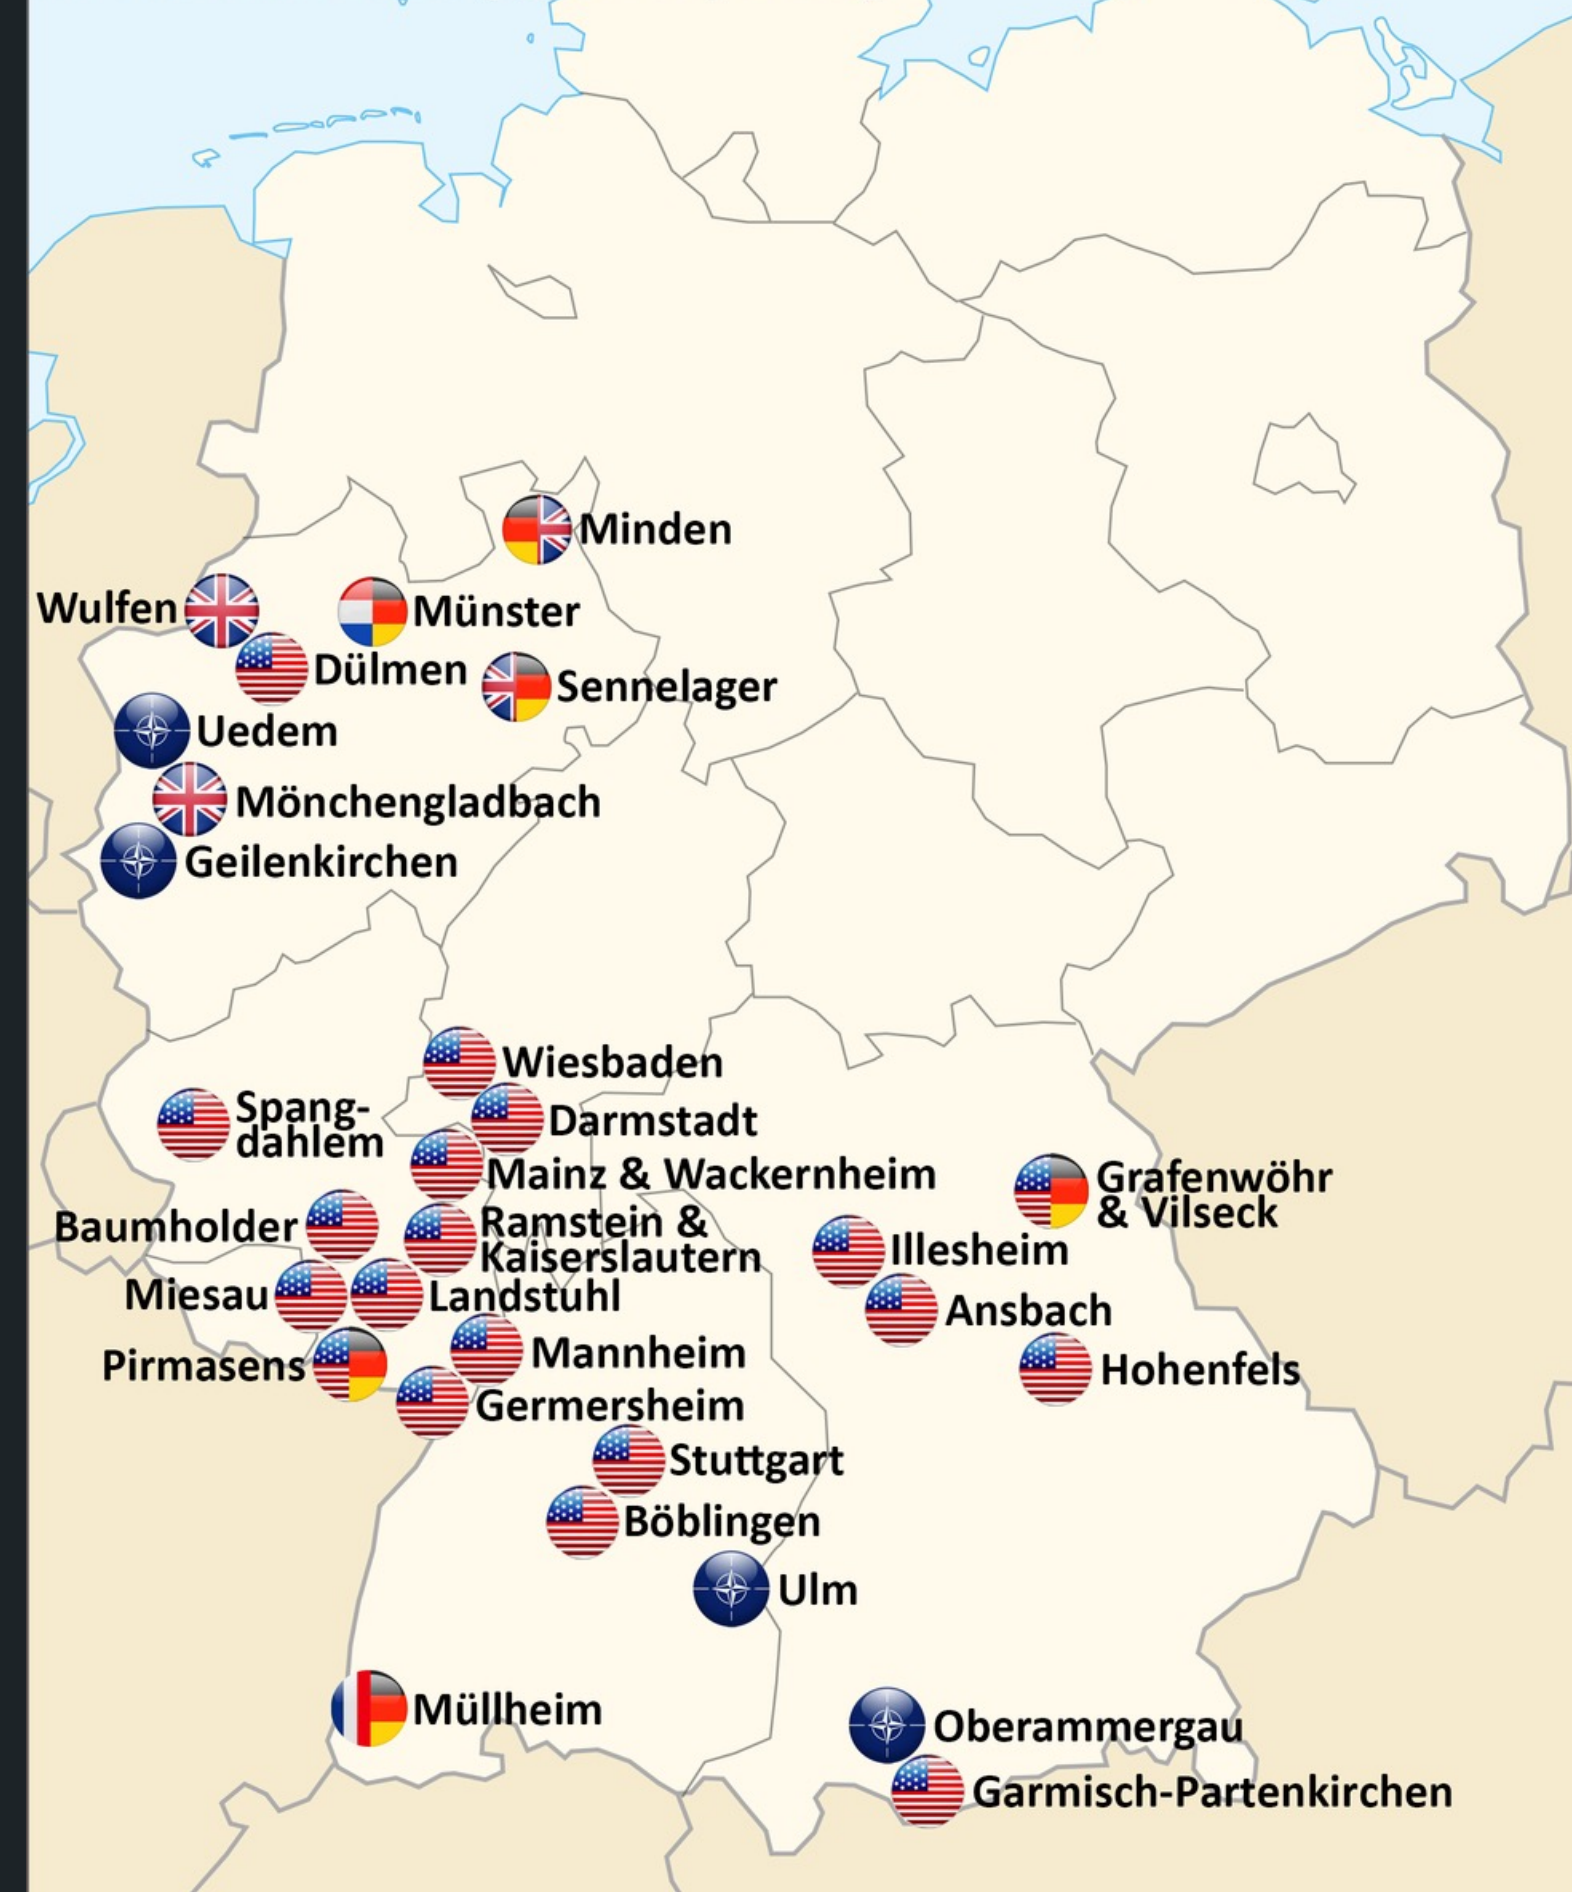 Minden
Wulfen
Münster
Dülmen
Sennelager
Uedem
Mönchengladbach
Geilenkirchen
Wiesbaden
Spang-
dahlem
Darmstadt
Mainz & Wackernheim
Grafenwöhr
& Vilseck
Baumholder
Ramstein &
Kaiserslautern
Illesheim
Miesau
Landstuhl
Ansbach
Pirmasens
Mannheim
Hohenfels
Germersheim
Stuttgart
Böblingen
Ulm
Müllheim
Oberammergau
Garmisch-Partenkirchen